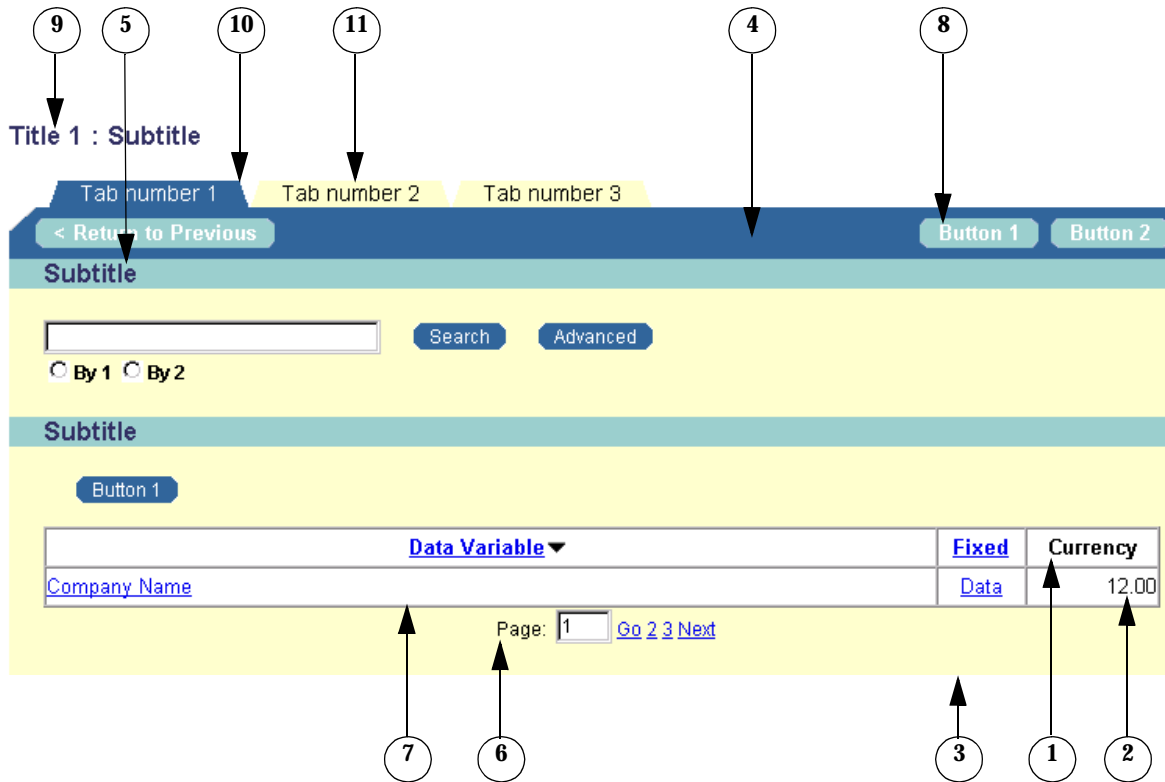 9 5 10 11 4 8
Title 1 : Subtitle
Tab number 1 Tab number 2 Tab number 3
< Return to Previous Button 1 Button 2
Subtitle
Search Advanced
By 1 By 2
Subtitle
Button 1
Data Variable Fixed Currency
Company Name Data 12.00
Page: 1 Go 2 3 Next
7 6 3 1 2